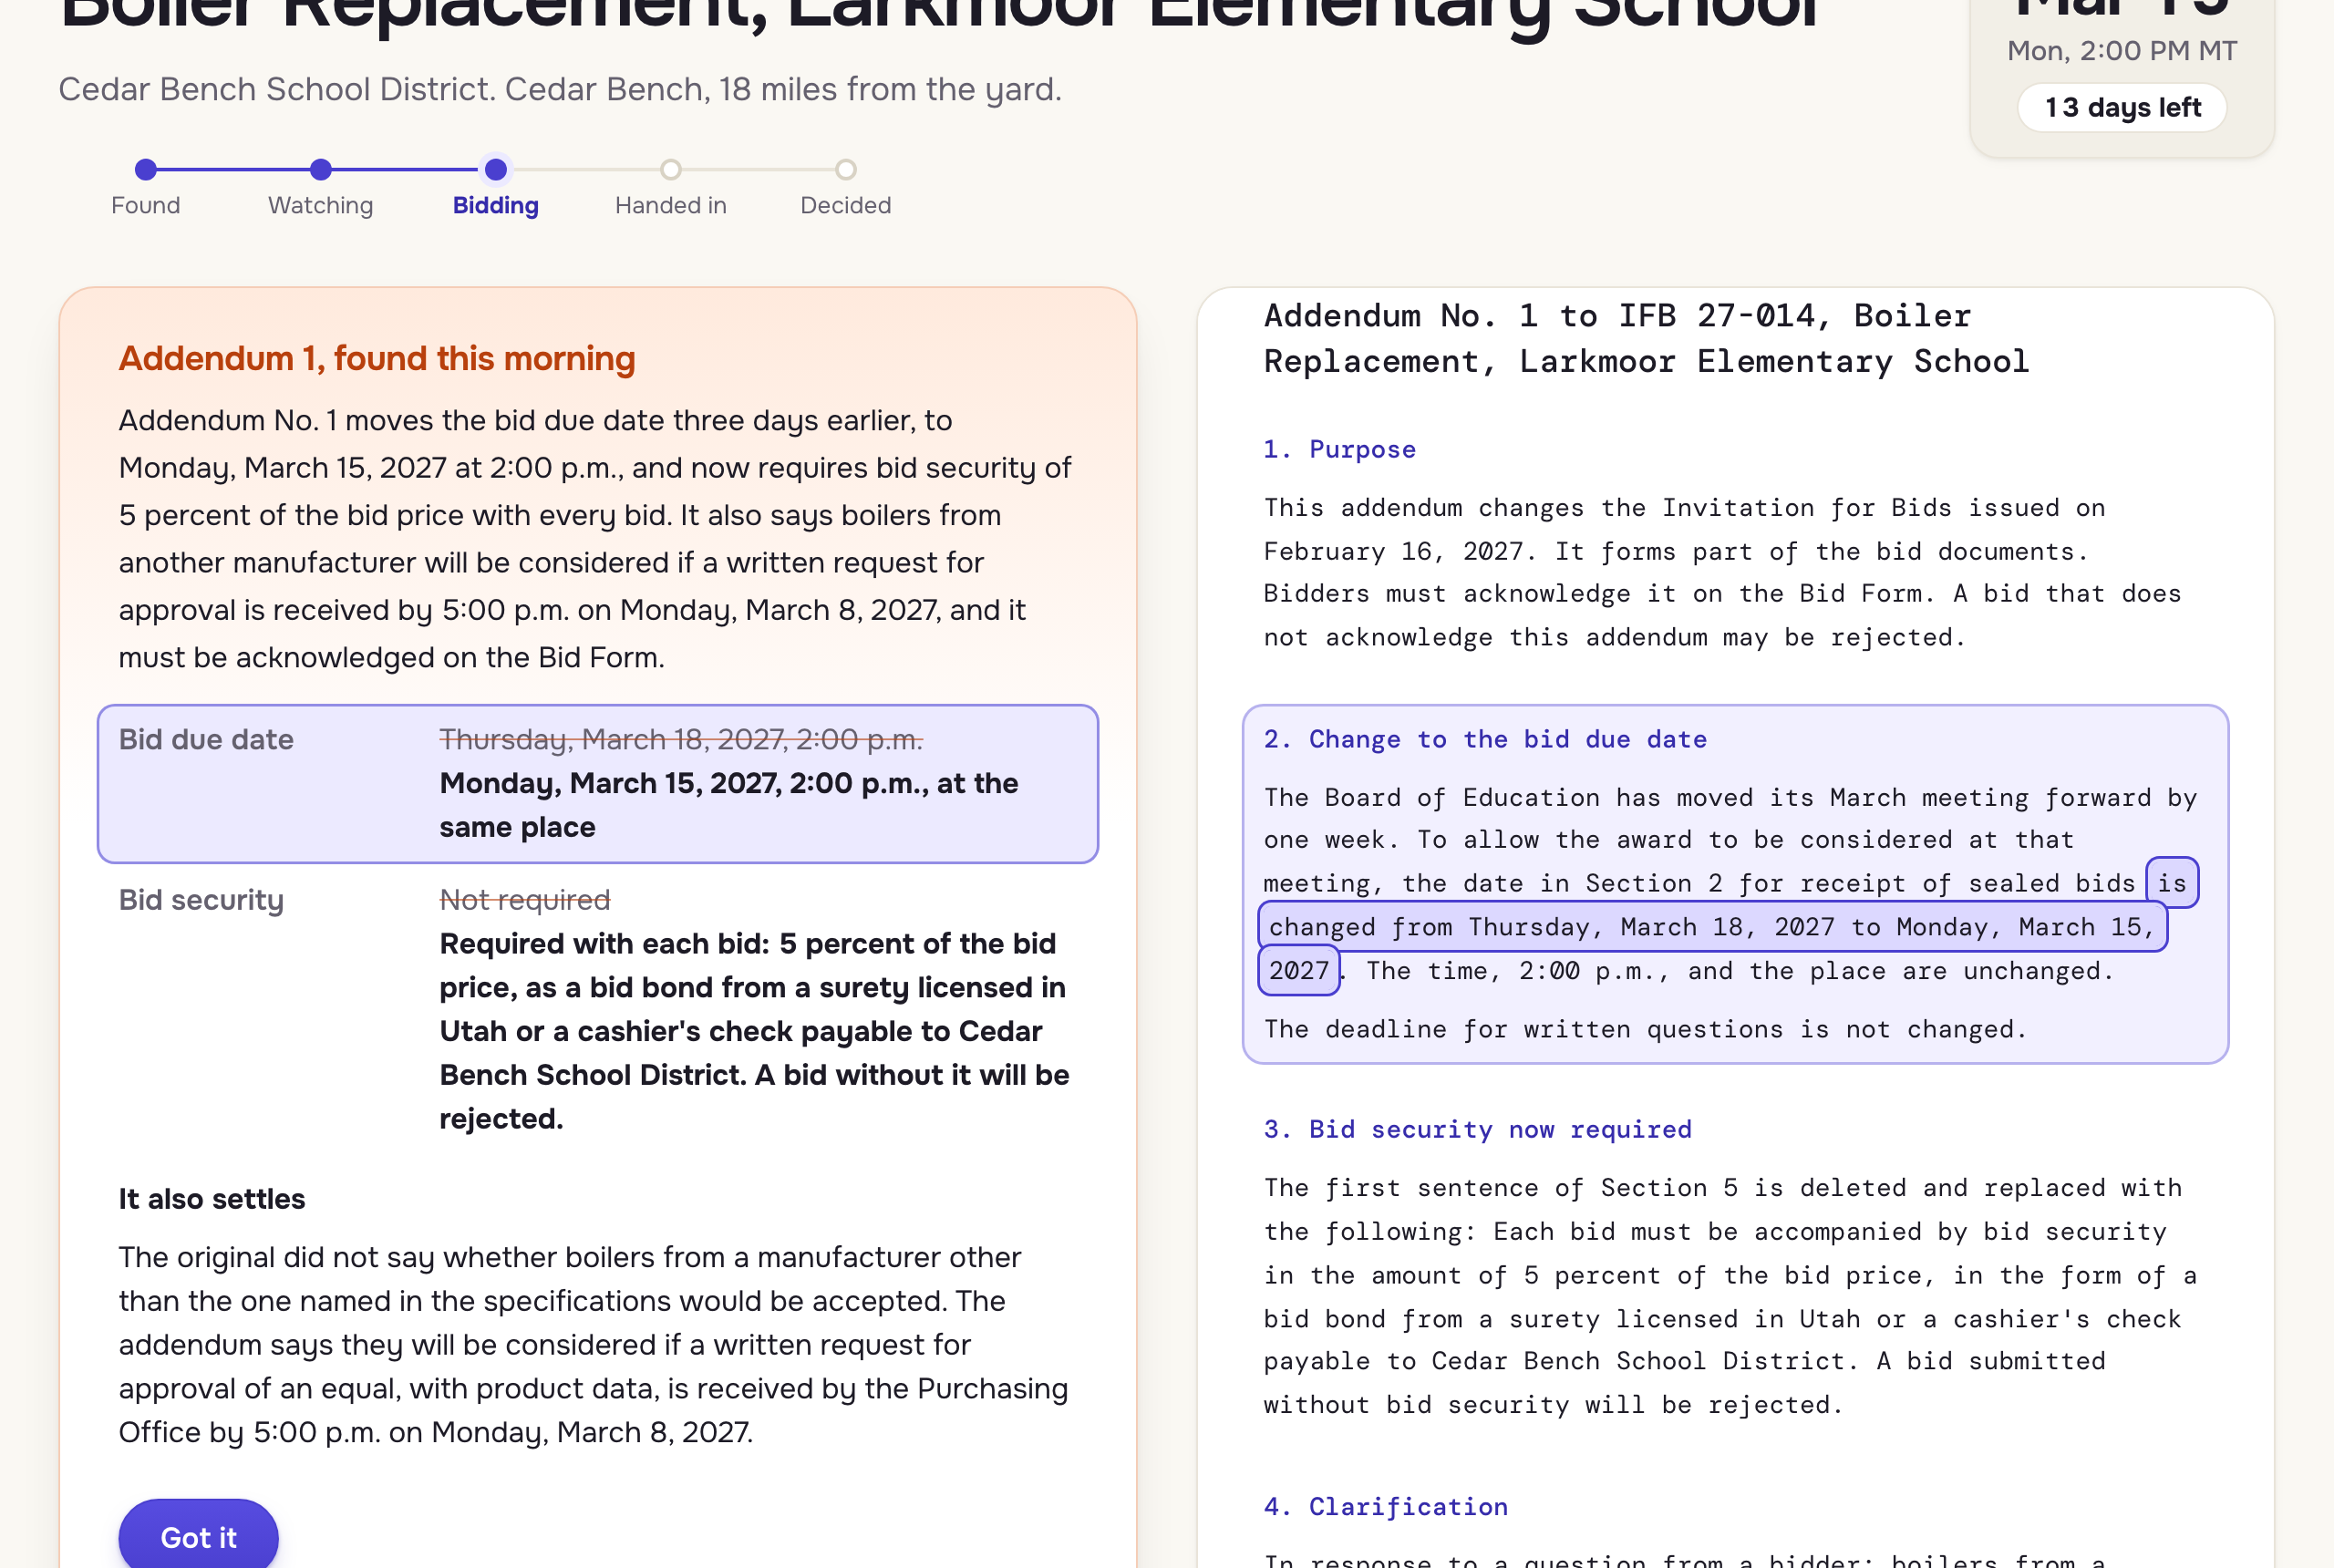 Boiler Replacement, Larkmoor Elementary School
Mar 15
Mon, 2:00 PM MT
13 days left
Cedar Bench School District. Cedar Bench, 18 miles from the yard.
Found
Watching
Bidding
Handed in
Decided
Addendum 1, found this morning
Addendum No. 1 moves the bid due date three days earlier, to
Monday, March 15, 2027 at 2:00 p.m., and now requires bid security of
5 percent of the bid price with every bid. It also says boilers from
another manufacturer will be considered if a written request for
approval is received by 5:00 p.m. on Monday, March 8, 2027, and it
must be acknowledged on the Bid Form.
Bid due date
Thursday, March 18, 2027, 2:00 p.m.
Monday, March 15, 2027, 2:00 p.m., at the
same place
Bid security
Not required
Required with each bid: 5 percent of the bid
price, as a bid bond from a surety licensed in
Utah or a cashier's check payable to Cedar
Bench School District. A bid without it will be
rejected.
It also settles
The original did not say whether boilers from a manufacturer other
than the one named in the specifications would be accepted. The
addendum says they will be considered if a written request for
approval of an equal, with product data, is received by the Purchasing
Office by 5:00 p.m. on Monday, March 8, 2027.
Got it
Addendum No. 1 to IFB 27-014, Boiler
Replacement, Larkmoor Elementary School
1. Purpose
This addendum changes the Invitation for Bids issued on
February 16, 2027. It forms part of the bid documents.
Bidders must acknowledge it on the Bid Form. A bid that does
not acknowledge this addendum may be rejected.
2. Change to the bid due date
The Board of Education has moved its March meeting forward by
one week. To allow the award to be considered at that
meeting, the date in Section 2 for receipt of sealed bids is
changed from Thursday, March 18, 2027 to Monday, March 15,
2027. The time, 2:00 p.m., and the place are unchanged.
The deadline for written questions is not changed.
3. Bid security now required
The first sentence of Section 5 is deleted and replaced with
the following: Each bid must be accompanied by bid security
in the amount of 5 percent of the bid price, in the form of a
bid bond from a surety licensed in Utah or a cashier's check
payable to Cedar Bench School District. A bid submitted
without bid security will be rejected.
4. Clarification
In response to a question from a bidder: boilers from a